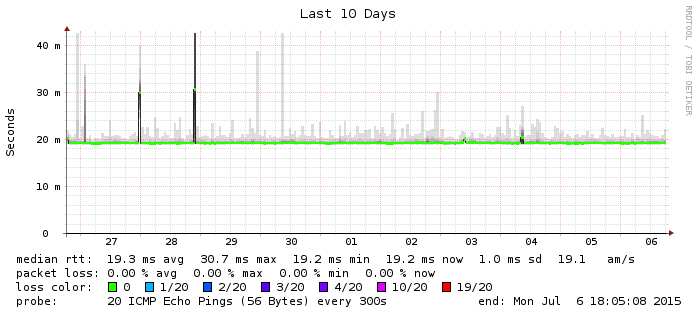 Last 10 Days
RRDTOOL / TOBI OETIKER
Seconds
40 m
30 m
20 m
10 m
0
27 28 29 30 01 02 03 04 05 06
median rtt: 19.3 ms avg 30.7 ms max 19.2 ms min 19.2 ms now 1.0 ms sd 19.1 am/s
packet loss: 0.00 % avg 0.00 % max 0.00 % min 0.00 % now
loss color: 0 1/20 2/20 3/20 4/20 10/20 19/20
probe: 20 ICMP Echo Pings (56 Bytes) every 300s end: Mon Jul 6 18:05:08 2015